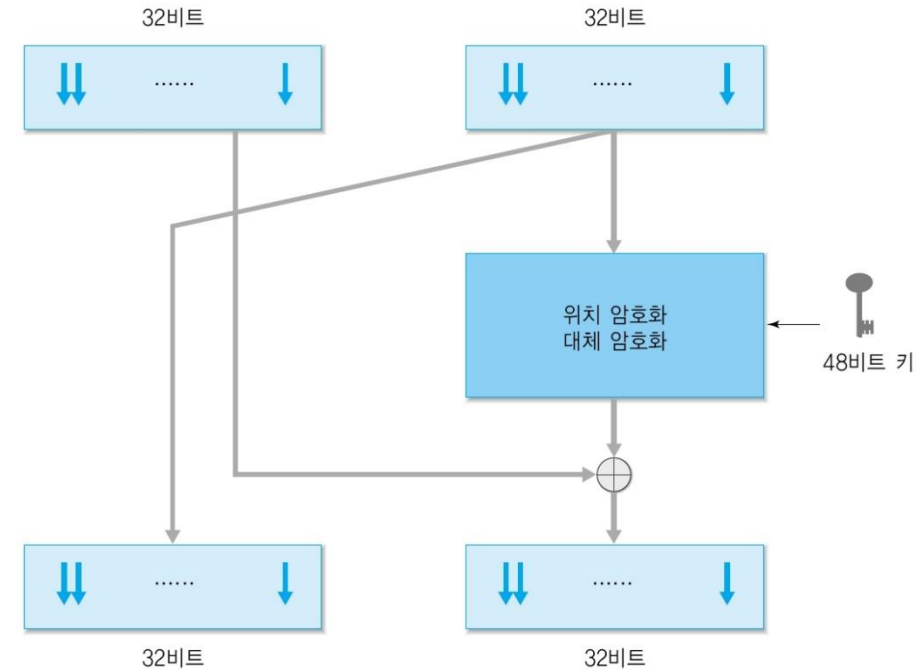 32비트
32비트
......
......
위치 암호화
대체 암호화
48비트 키
......
......
32비트
32비트